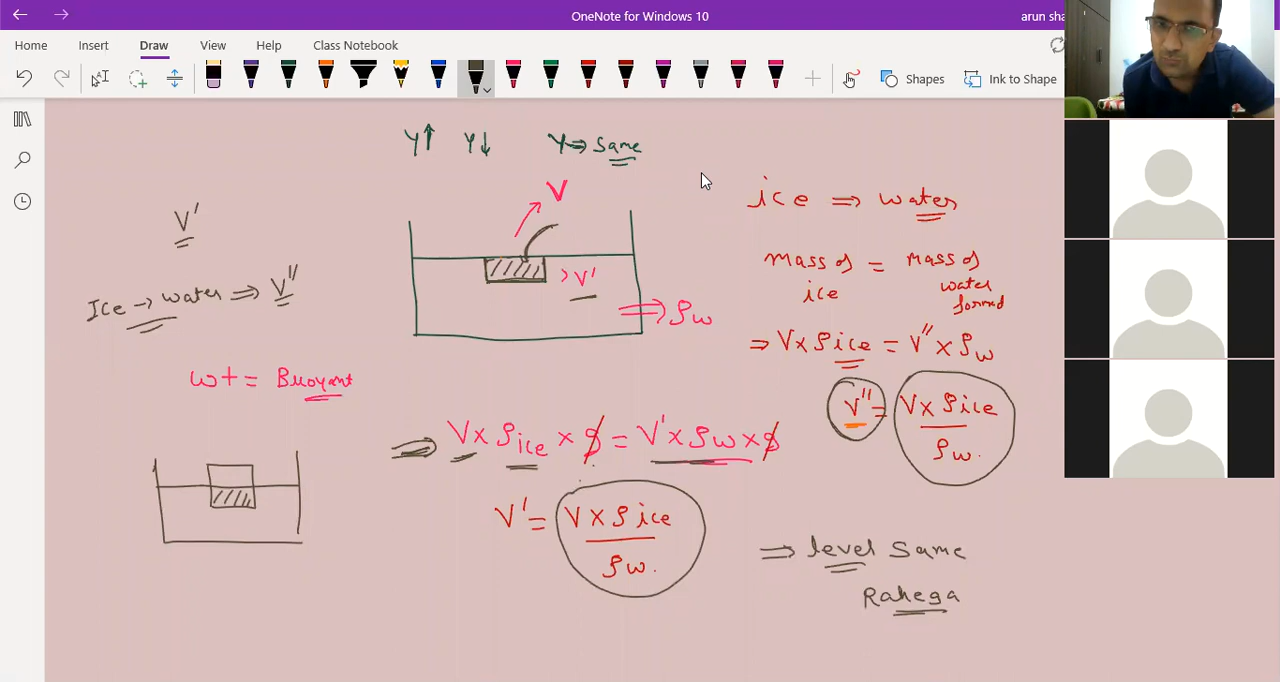 OneNote for Windows 10
arun sha
Home Insert Draw View Help Class Notebook
Shapes Ink to Shape
Y↑ Y↓ Y⇒ Same
V
V'
Ice → water ⇒ V''
> V'
⇒ ρw
wt = Buoyant
⇒ V × ρice × g = V' × ρw × g
V' = V × ρice
ρw.
ice ⇒ water
mass of = mass of
ice water
formed
⇒ V × ρice = V'' × ρw
V'' = V × ρice
ρw.
⇒ level Same
Rahega